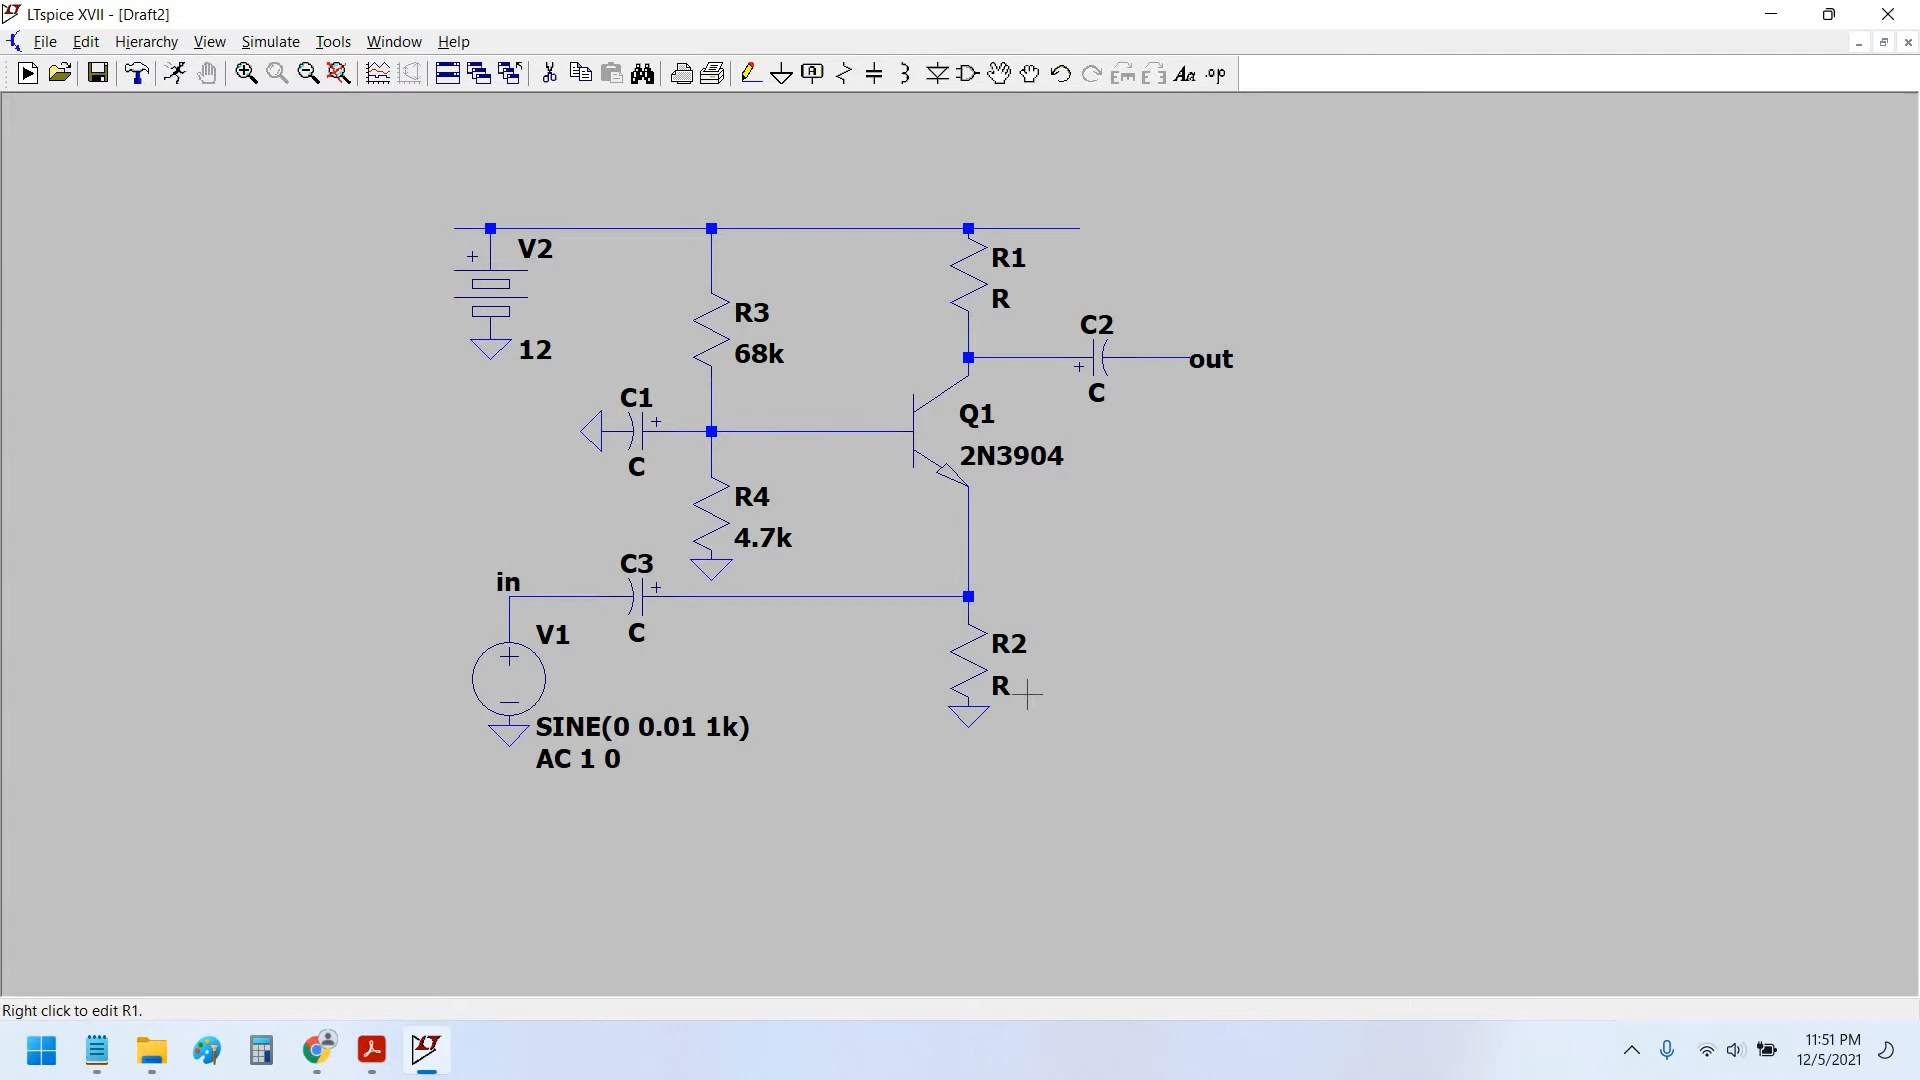 LTspice XVII - [Draft2]
File Edit Hierarchy View Simulate Tools Window Help
Aa .op
V2
+
12
R3
68k
R1
R
C2
+
C
out
C1
+
C
Q1
2N3904
R4
4.7k
in
C3
+
C
V1
+
SINE(0 0.01 1k)
AC 1 0
R2
R
Right click to edit R1.
11:51 PM
12/5/2021